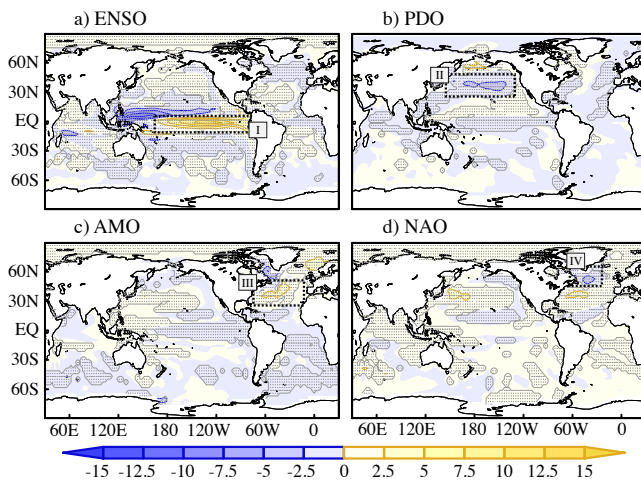 a) ENSO
b) PDO
60N
30N
EQ
30S
60S
I
II
c) AMO
d) NAO
60N
30N
EQ
30S
60S
III
IV
60E 120E 180 120W 60W 0
60E 120E 180 120W 60W 0
-15 -12.5 -10 -7.5 -5 -2.5 0 2.5 5 7.5 10 12.5 15